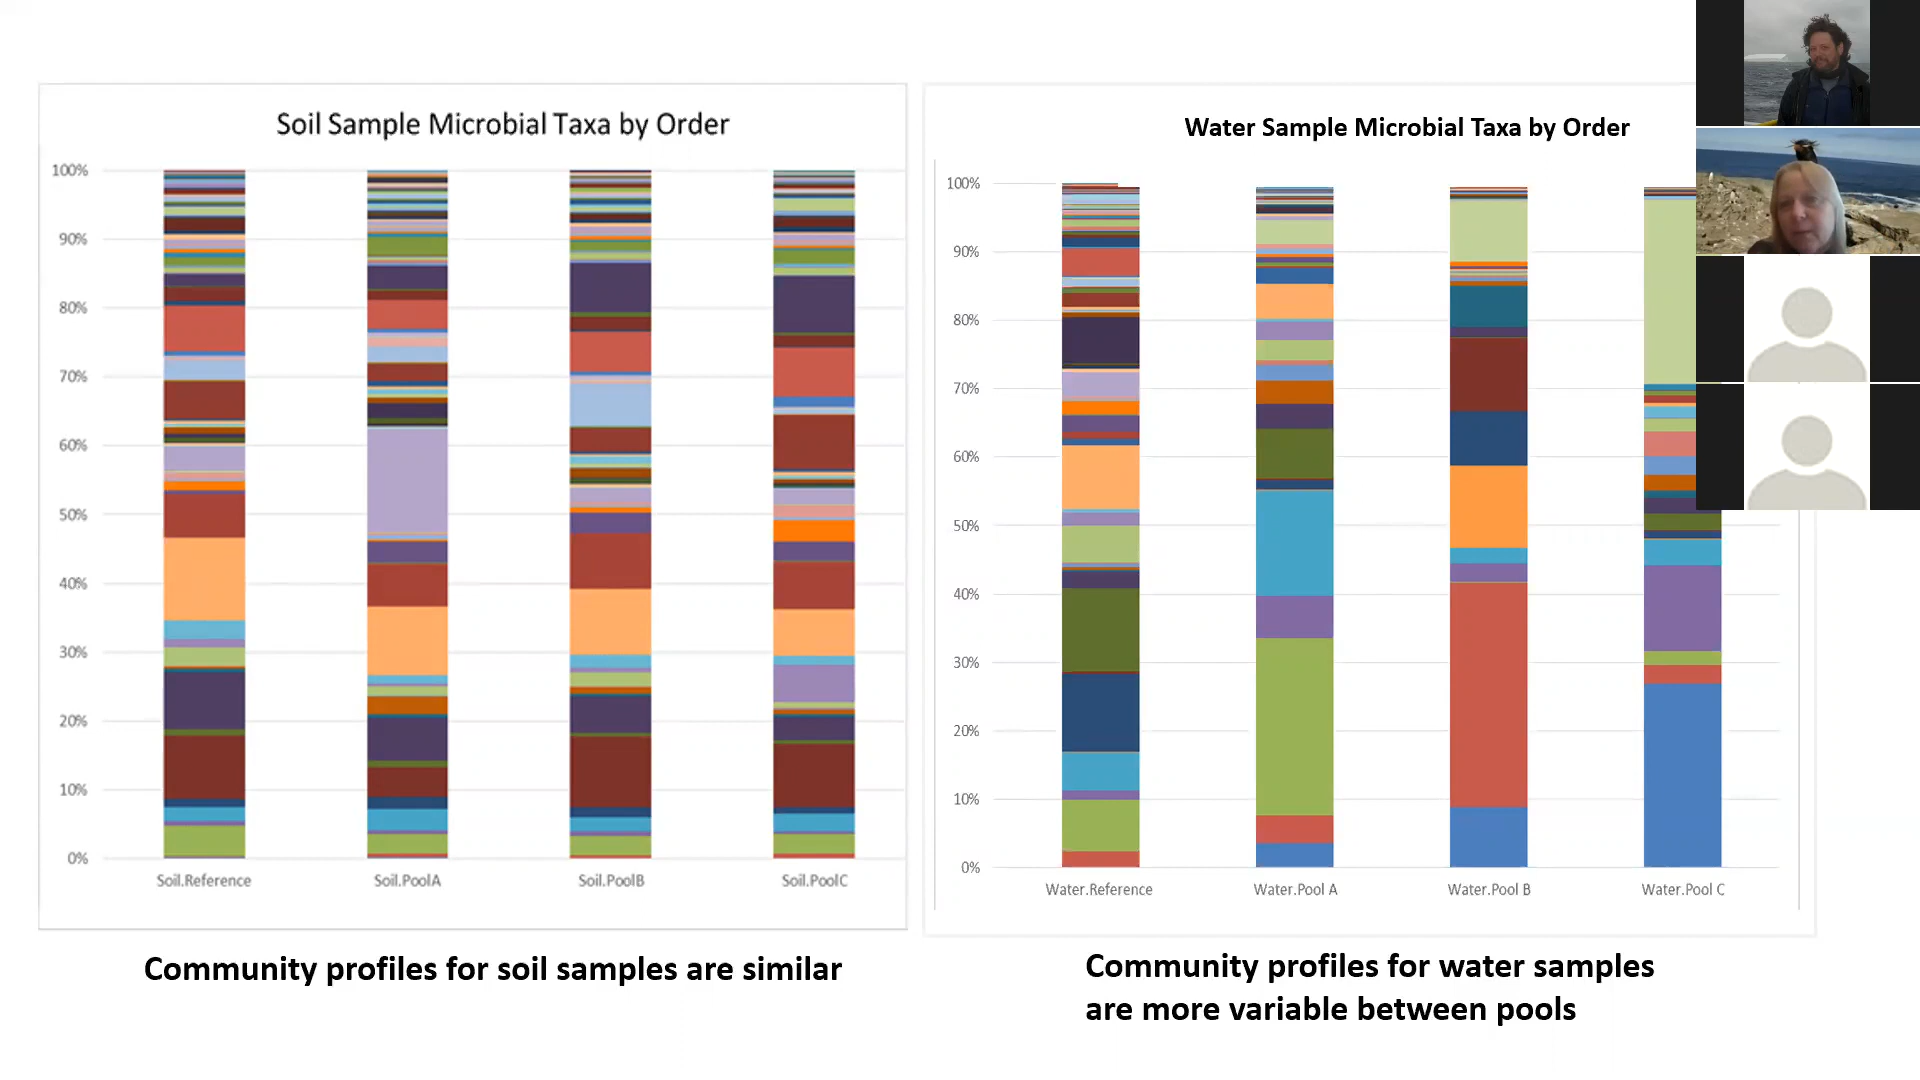 Soil Sample Microbial Taxa by Order
100%
90%
80%
70%
60%
50%
40%
30%
20%
10%
0%
Soil.Reference
Soil.PoolA
Soil.PoolB
Soil.PoolC
Community profiles for soil samples are similar
Water Sample Microbial Taxa by Order
100%
90%
80%
70%
60%
50%
40%
30%
20%
10%
0%
Water.Reference
Water.Pool A
Water.Pool B
Water.Pool C
Community profiles for water samples
are more variable between pools